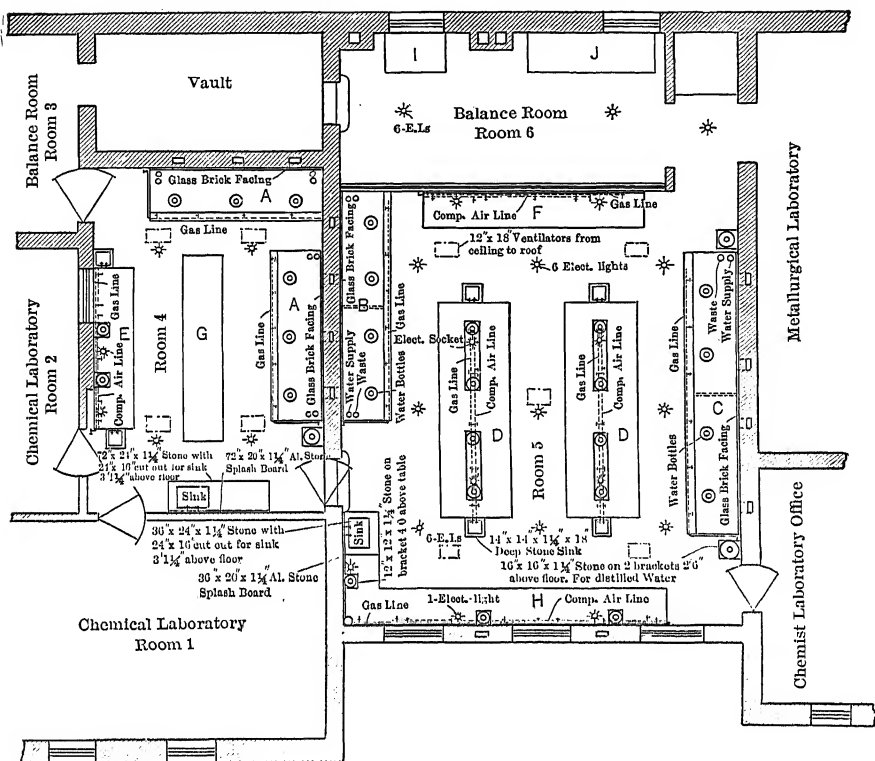 I
J
Vault
Balance Room
Room 3
6-E.Ls
Balance Room
Room 6
Metallurgical Laboratory
Glass Brick Facing
A
Gas Line
Comp. Air Line
F
Gas Line
12"x 18" Ventilators from
ceiling to roof
6 Elect. lights
Chemical Laboratory
Room 2
Gas Line
E
Comp. Air Line
Room 4
G
Gas Line
A
Glass Brick Facing
Glass Brick Facing
B
Water Supply
Waste
Gas Line
Water Bottles
Elect. Socket
Gas Line
Comp. Air Line
D
Room 5
Gas Line
Comp. Air Line
D
Gas Line
Waste
Water Supply
C
Water Bottles
Glass Brick Facing
72"x 24"x 1¼" Stone with
24"x 16" cut out for sink
3'1½" above floor
72"x 20"x 1¼" Al. Stone
Splash Board
Sink
36"x 24"x 1¼" Stone with
24"x 16" cut out for sink
3'1½" above floor
36"x 20"x 1¼" Al. Stone
Splash Board
Sink
12"x 12"x 1¼" Stone on
bracket 4'0 above table
6-E.Ls
14"x 14"x 1¼"x 18"
Deep Stone Sink
16"x 16"x 1¼" Stone on 2 brackets 2'6"
above floor. For distilled Water
Chemist Laboratory Office
Gas Line
1-Elect.-light
H
Comp. Air Line
Chemical Laboratory
Room 1